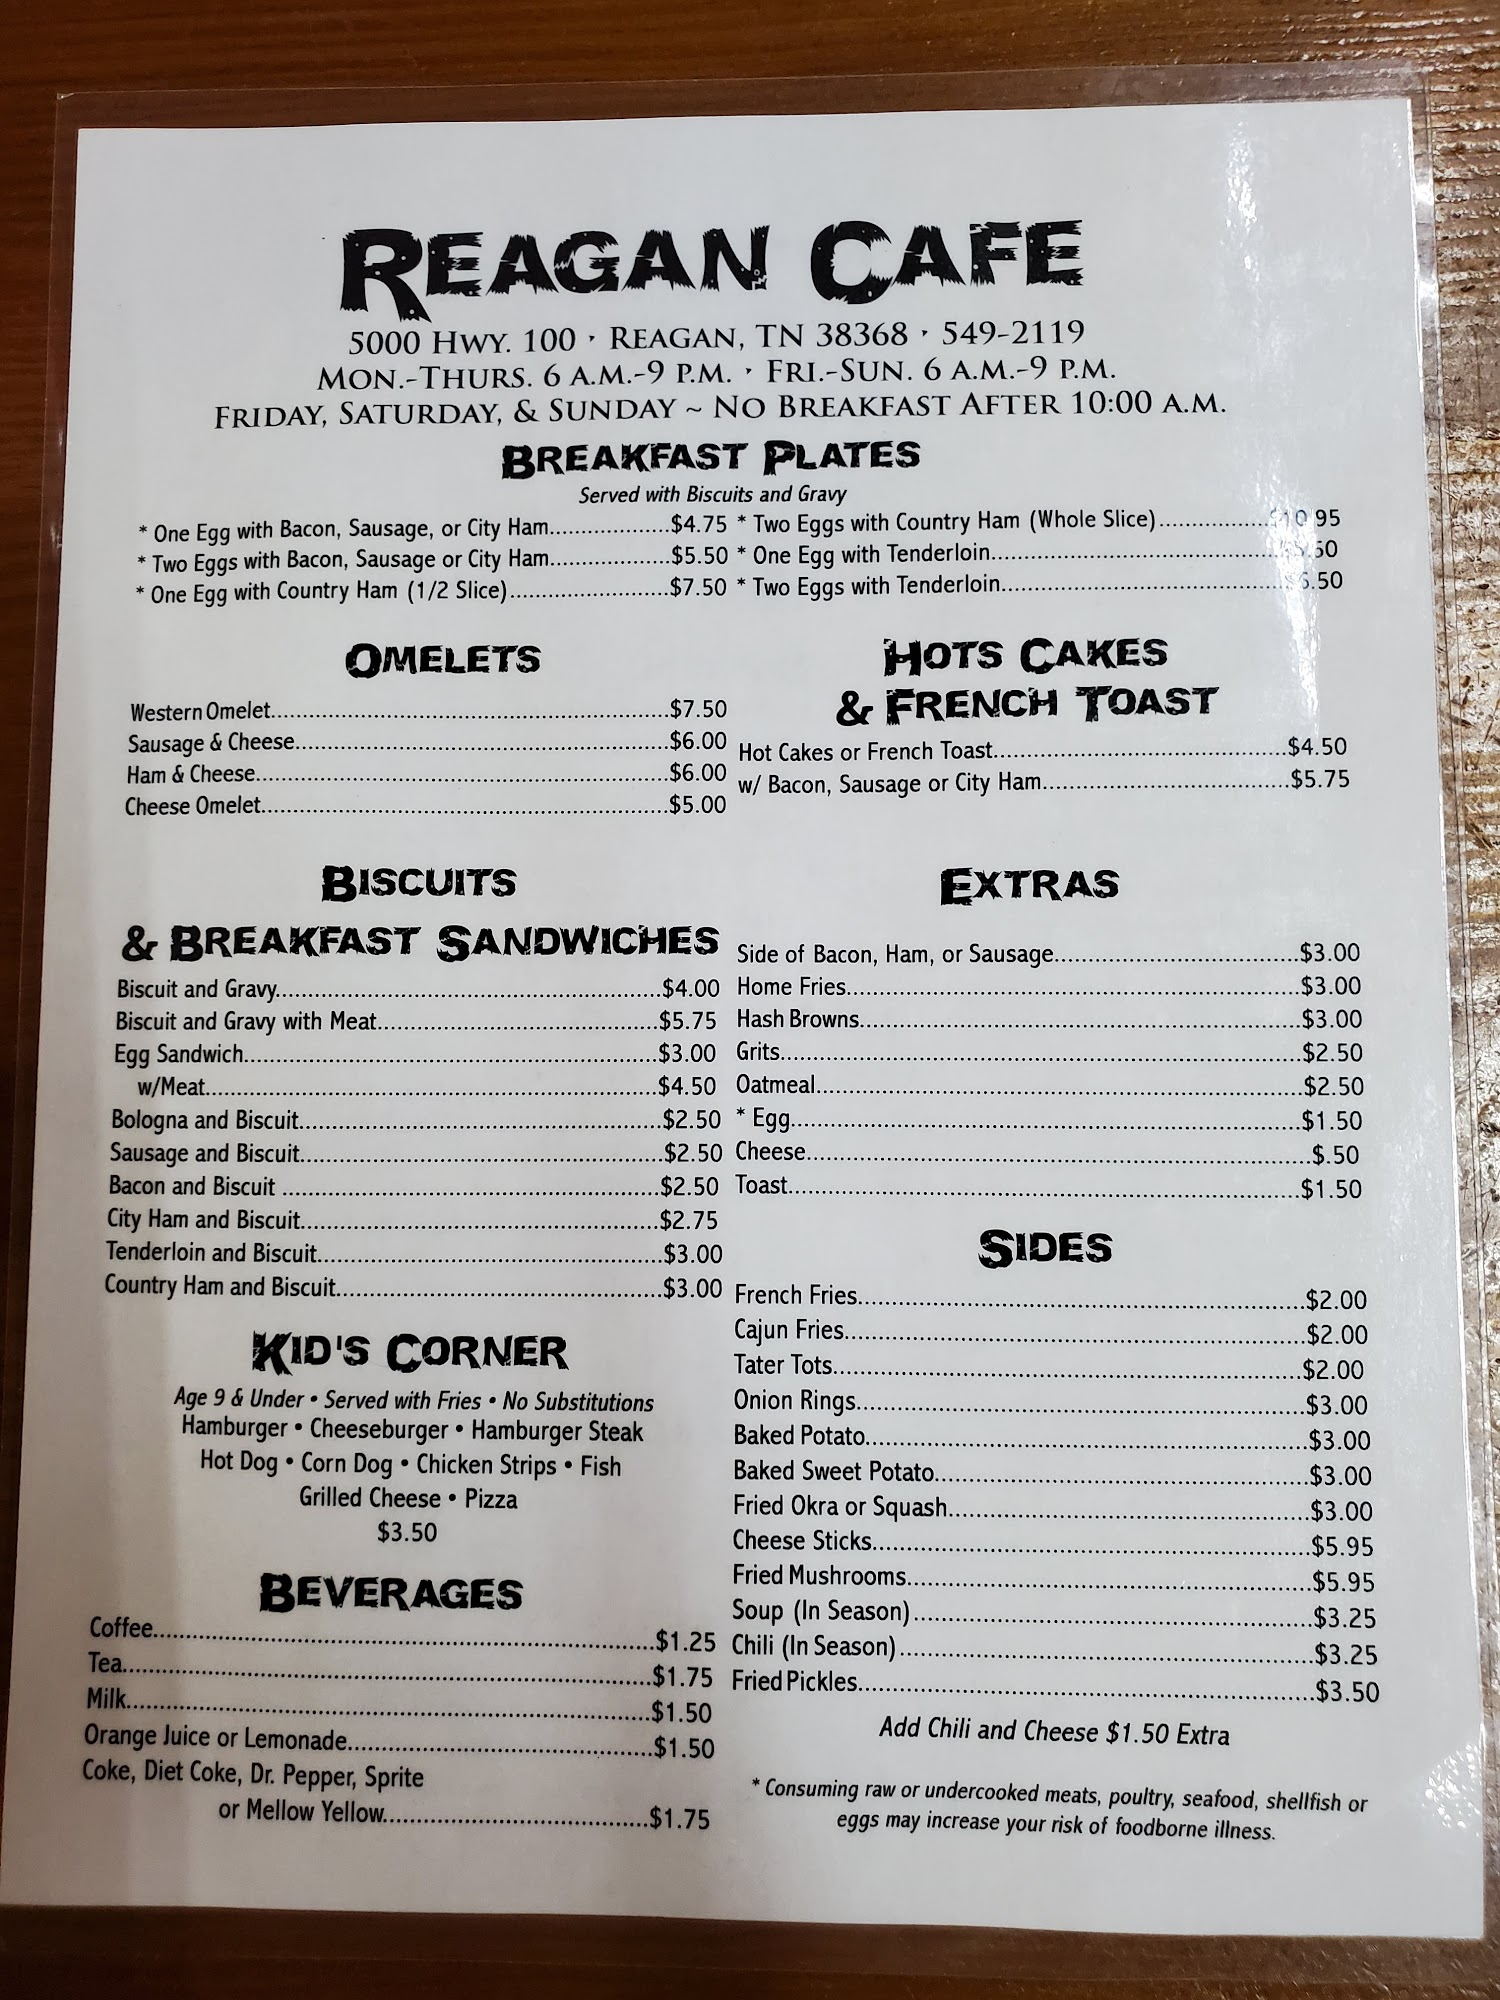 REAGAN CAFE
5000 HWY. 100 · REAGAN, TN 38368 · 549-2119
MON.-THURS. 6 A.M.-9 P.M. · FRI.-SUN. 6 A.M.-9 P.M.
FRIDAY, SATURDAY, & SUNDAY ~ NO BREAKFAST AFTER 10:00 A.M.
BREAKFAST PLATES
Served with Biscuits and Gravy
* One Egg with Bacon, Sausage, or City Ham....................$4.75
* Two Eggs with Bacon, Sausage or City Ham....................$5.50
* One Egg with Country Ham (1/2 Slice)..........................$7.50
* Two Eggs with Country Ham (Whole Slice)..................$10.95
* One Egg with Tenderloin
* Two Eggs with Tenderloin
OMELETS
Western Omelet....................$7.50
Sausage & Cheese....................$6.00
Ham & Cheese....................$6.00
Cheese Omelet....................$5.00
HOTS CAKES
& FRENCH TOAST
Hot Cakes or French Toast....................$4.50
w/ Bacon, Sausage or City Ham....................$5.75
BISCUITS
& BREAKFAST SANDWICHES
Biscuit and Gravy....................$4.00
Biscuit and Gravy with Meat....................$5.75
Egg Sandwich....................$3.00
w/Meat....................$4.50
Bologna and Biscuit....................$2.50
Sausage and Biscuit....................$2.50
Bacon and Biscuit ....................$2.50
City Ham and Biscuit....................$2.75
Tenderloin and Biscuit....................$3.00
Country Ham and Biscuit....................$3.00
EXTRAS
Side of Bacon, Ham, or Sausage....................$3.00
Home Fries....................$3.00
Hash Browns....................$3.00
Grits....................$2.50
Oatmeal....................$2.50
* Egg....................$1.50
Cheese....................$.50
Toast....................$1.50
KID'S CORNER
Age 9 & Under • Served with Fries • No Substitutions
Hamburger • Cheeseburger • Hamburger Steak
Hot Dog • Corn Dog • Chicken Strips • Fish
Grilled Cheese • Pizza
$3.50
BEVERAGES
Coffee....................$1.25
Tea....................$1.75
Milk....................$1.50
Orange Juice or Lemonade....................$1.50
Coke, Diet Coke, Dr. Pepper, Sprite
or Mellow Yellow....................$1.75
SIDES
French Fries....................$2.00
Cajun Fries....................$2.00
Tater Tots....................$2.00
Onion Rings....................$3.00
Baked Potato....................$3.00
Baked Sweet Potato....................$3.00
Fried Okra or Squash....................$3.00
Cheese Sticks....................$5.95
Fried Mushrooms....................$5.95
Soup (In Season)....................$3.25
Chili (In Season)....................$3.25
Fried Pickles....................$3.50
Add Chili and Cheese $1.50 Extra
* Consuming raw or undercooked meats, poultry, seafood, shellfish or
eggs may increase your risk of foodborne illness.